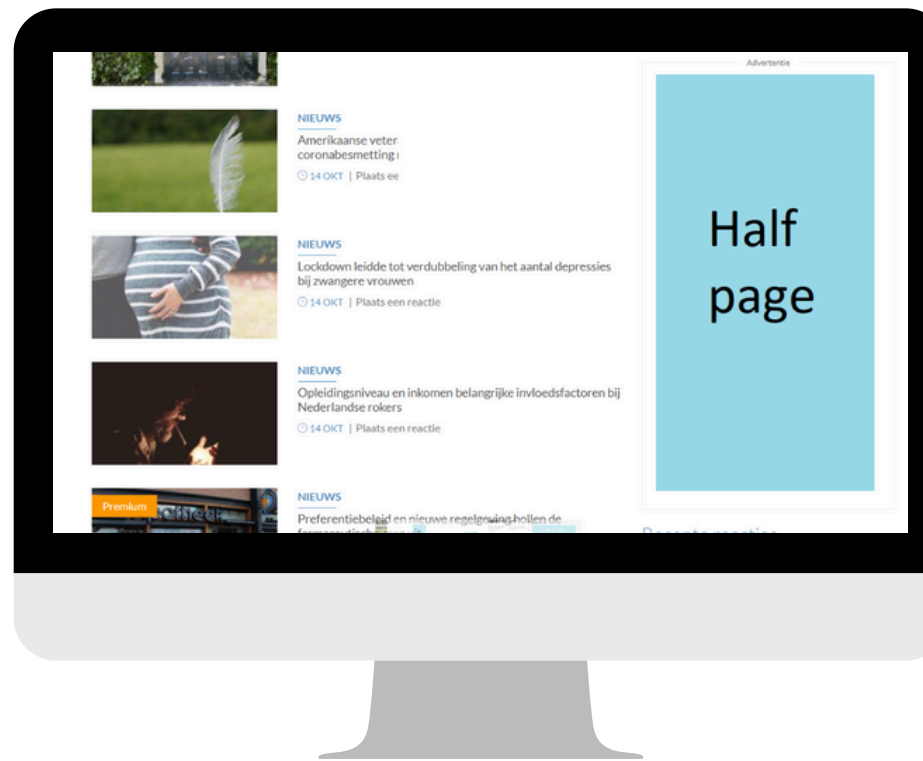 Advertentie
NIEUWS
Amerikaanse veter
coronabesmetting
14 OKT | Plaats ee
Half
page
NIEUWS
Lockdown leidde tot verdubbeling van het aantal depressies
bij zwangere vrouwen
14 OKT | Plaats een reactie
NIEUWS
Opleidingsniveau en inkomen belangrijke invloedsfactoren bij
Nederlandse rokers
14 OKT | Plaats een reactie
Premium
NIEUWS
Preferentiebeleid en nieuwe regelgeving hollen de
Recente reacties